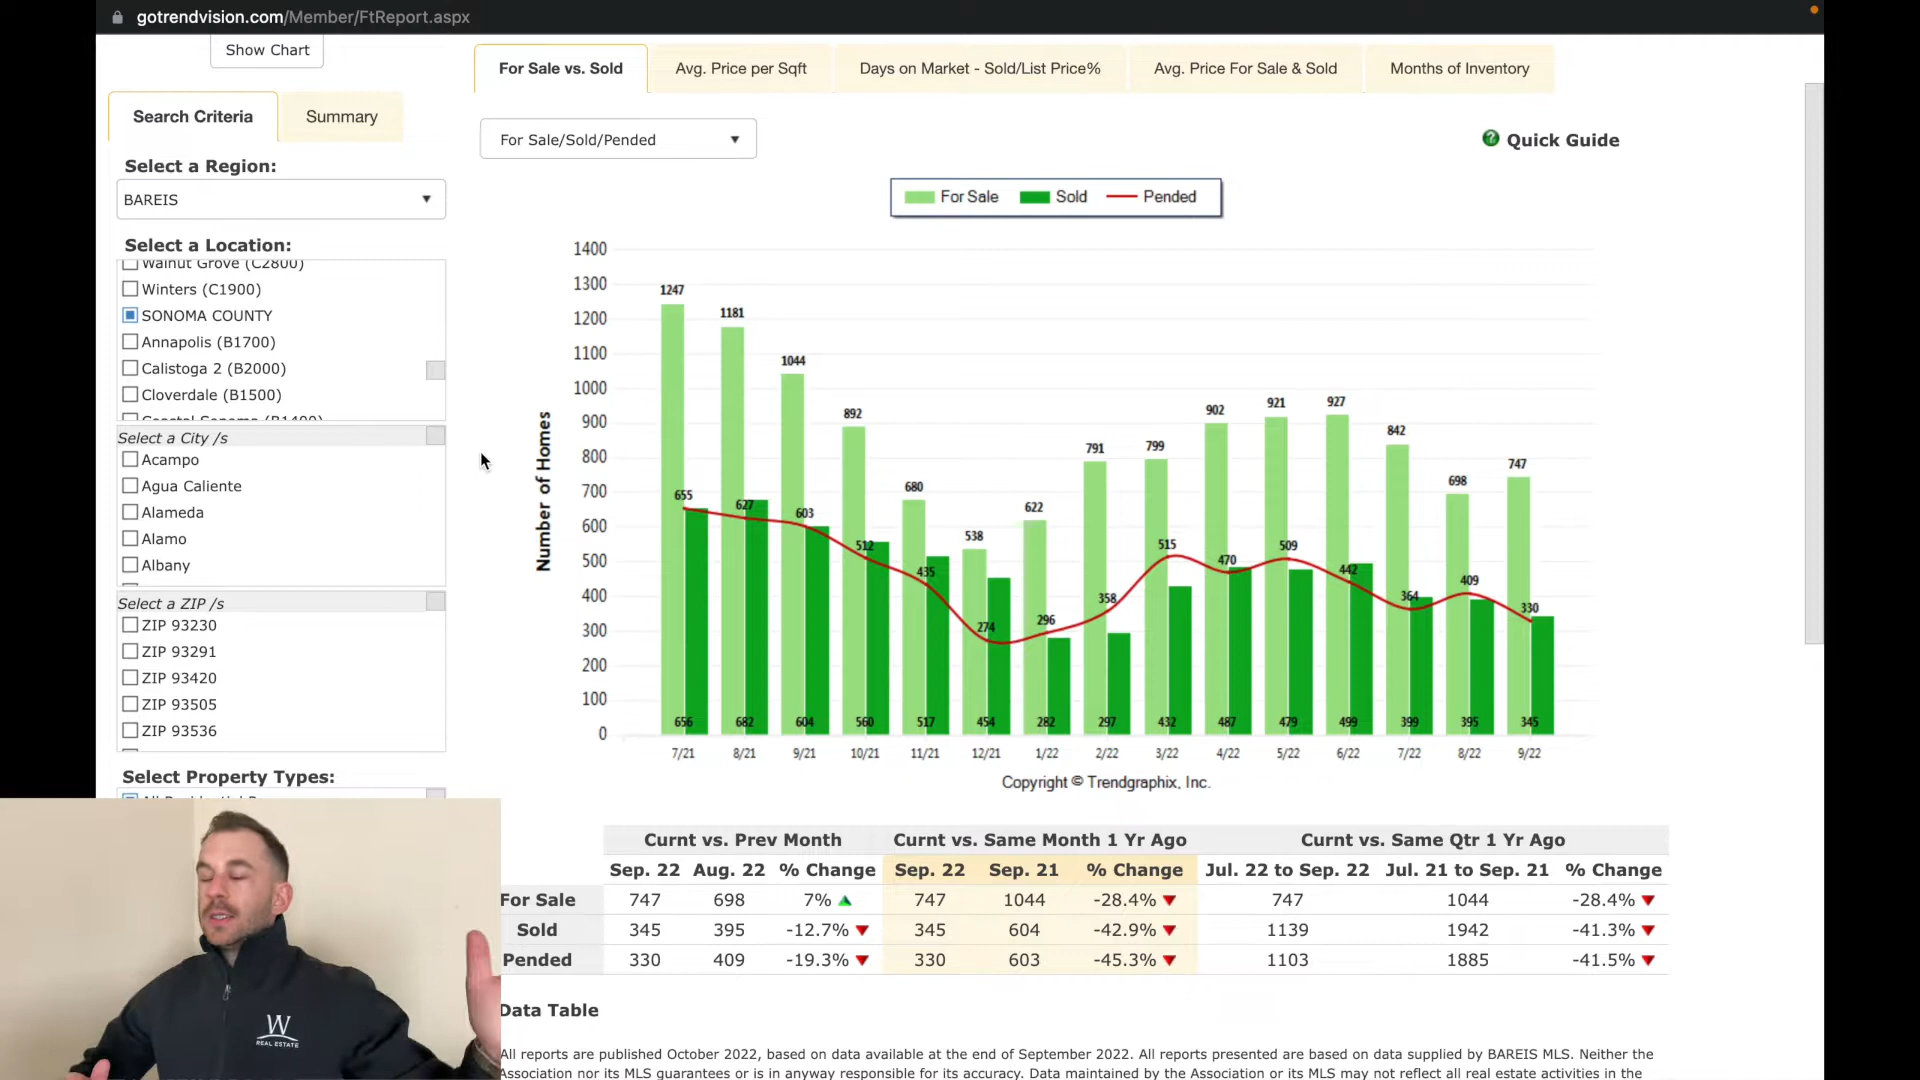 gotrendvision.com/Member/FtReport.aspx
Show Chart
For Sale vs. Sold
Avg. Price per Sqft
Days on Market - Sold/List Price%
Avg. Price For Sale & Sold
Months of Inventory
Search Criteria
Summary
For Sale/Sold/Pended
Quick Guide
Select a Region:
BAREIS
Select a Location:
Walnut Grove (C2800)
Winters (C1900)
SONOMA COUNTY
Annapolis (B1700)
Calistoga 2 (B2000)
Cloverdale (B1500)
Coastal Sonoma (B1400)
Select a City /s
Acampo
Agua Caliente
Alameda
Alamo
Albany
Select a ZIP /s
ZIP 93230
ZIP 93291
ZIP 93420
ZIP 93505
ZIP 93536
Select Property Types:
For Sale Sold Pended
Number of Homes
1400
1300
1200
1100
1000
900
800
700
600
500
400
300
200
100
0
1247 1181 1044 892 680 538 622 791 799 902 921 927 842 698 747
655 627 603 512 435 274 296 358 515 470 509 442 364 409 330
656 682 604 560 517 454 282 297 432 487 479 499 399 395 345
7/21 8/21 9/21 10/21 11/21 12/21 1/22 2/22 3/22 4/22 5/22 6/22 7/22 8/22 9/22
Copyright © Trendgraphix, Inc.
Curnt vs. Prev Month Curnt vs. Same Month 1 Yr Ago Curnt vs. Same Qtr 1 Yr Ago
Sep. 22 Aug. 22 % Change Sep. 22 Sep. 21 % Change Jul. 22 to Sep. 22 Jul. 21 to Sep. 21 % Change
For Sale 747 698 7% 747 1044 -28.4% 747 1044 -28.4%
Sold 345 395 -12.7% 345 604 -42.9% 1139 1942 -41.3%
Pended 330 409 -19.3% 330 603 -45.3% 1103 1885 -41.5%
Data Table
All reports are published October 2022, based on data available at the end of September 2022. All reports presented are based on data supplied by BAREIS MLS. Neither the
Association nor its MLS guarantees or is in anyway responsible for its accuracy. Data maintained by the Association or its MLS may not reflect all real estate activities in the
W
REAL ESTATE